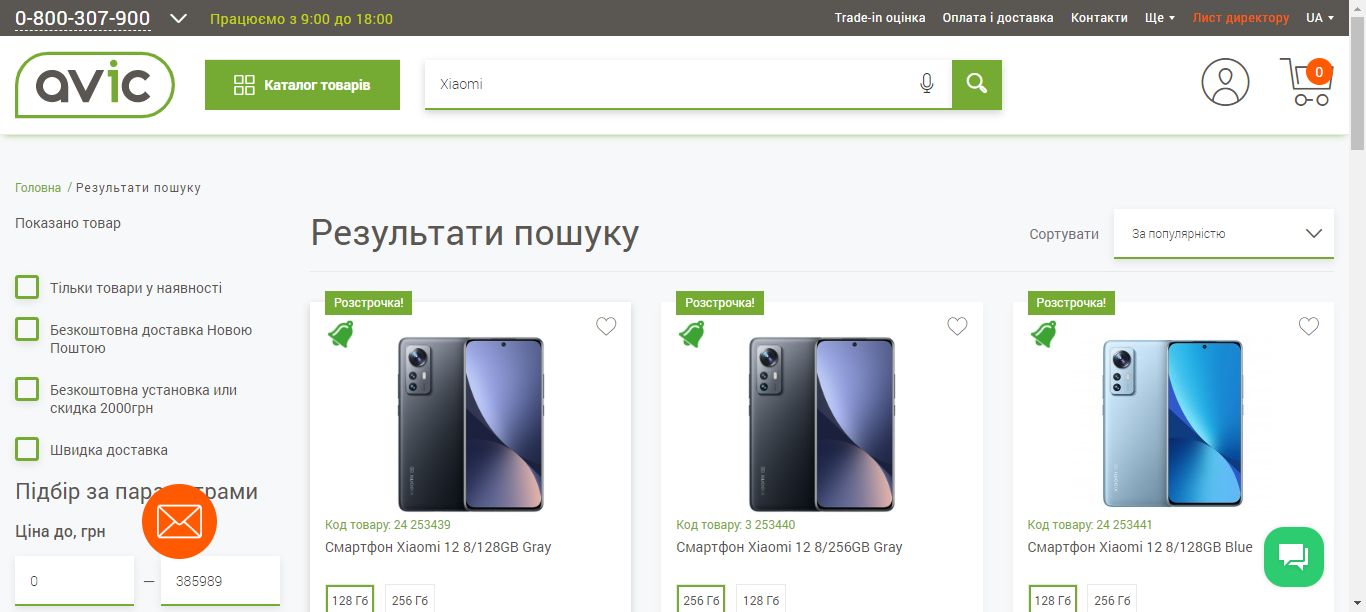 0-800-307-900
Працюємо з 9:00 до 18:00
Trade-in оцінка
Оплата і доставка
Контакти
Ще
Лист директору
UA
avic
Каталог товарів
Xiaomi
0
Головна / Результати пошуку
Показано товар
Результати пошуку
Сортувати
За популярністю
Тільки товари у наявності
Безкоштовна доставка Новою
Поштою
Безкоштовна установка или
скидка 2000грн
Швидка доставка
Підбір за параметрами
Ціна до, грн
0 — 385989
Розстрочка!
Код товару: 24 253439
Смартфон Xiaomi 12 8/128GB Gray
128 Гб
256 Гб
Розстрочка!
Код товару: 3 253440
Смартфон Xiaomi 12 8/256GB Gray
256 Гб
128 Гб
Розстрочка!
Код товару: 24 253441
Смартфон Xiaomi 12 8/128GB Blue
128 Гб
256 Гб